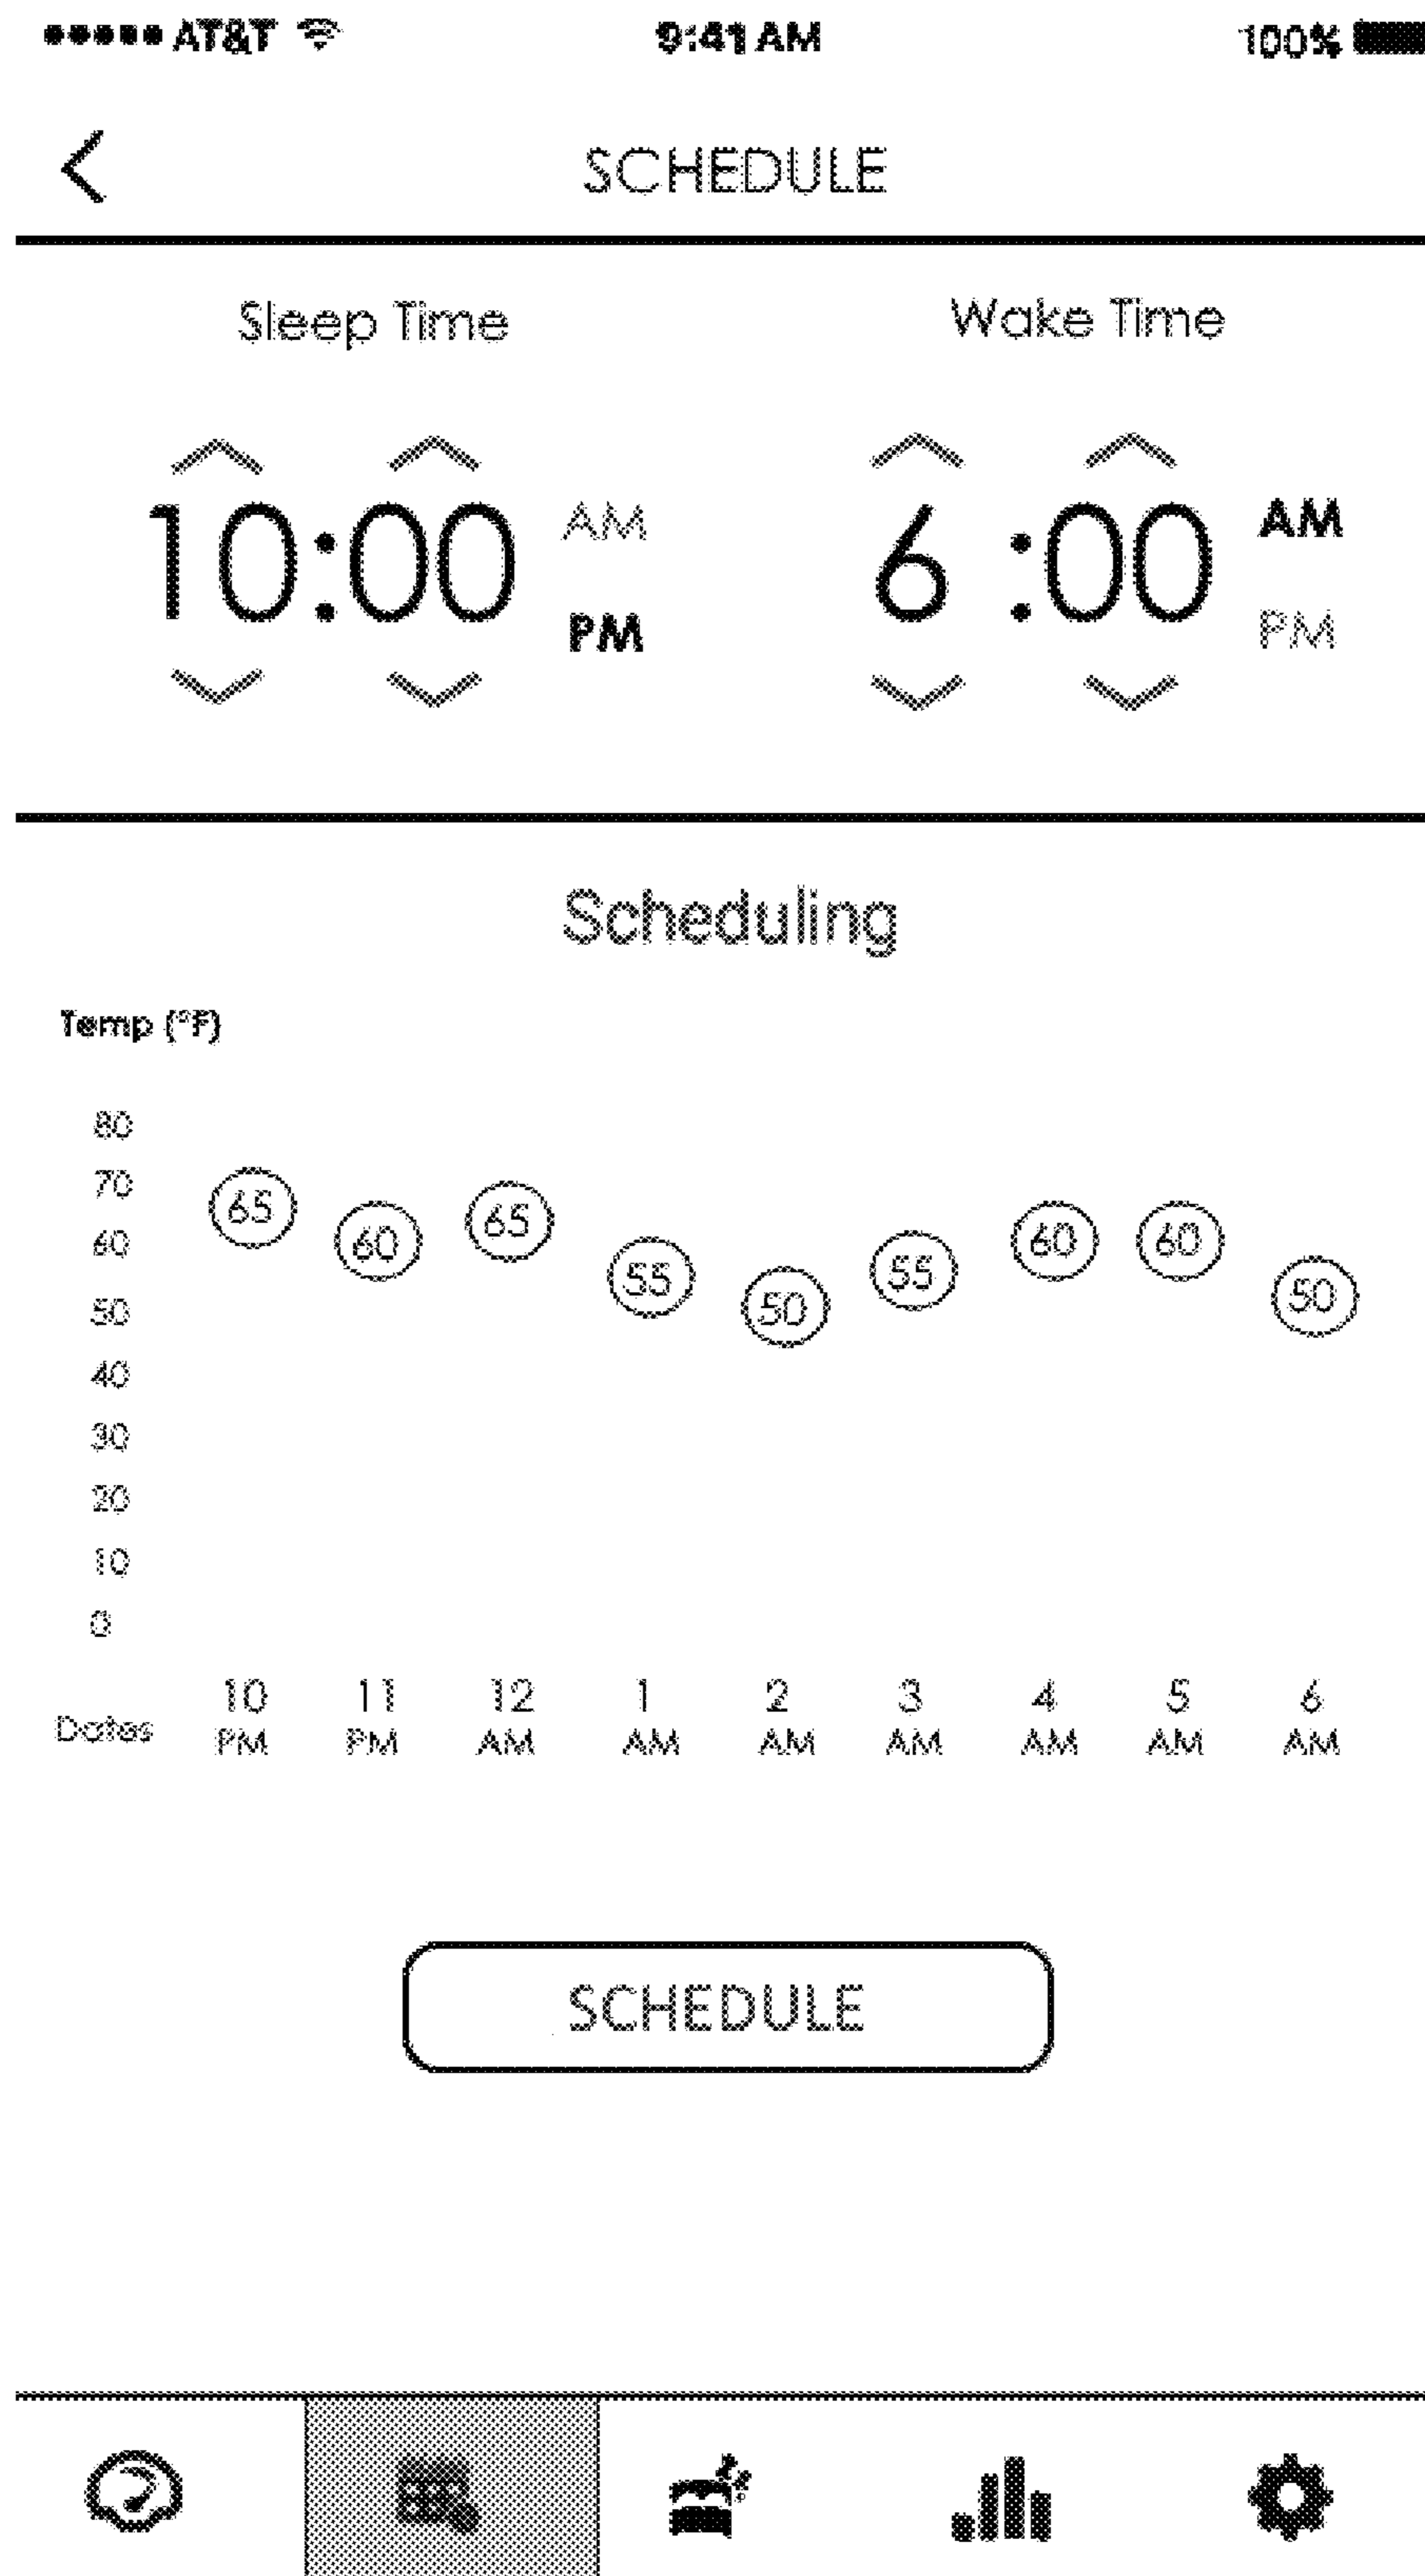 AT&T 9:41 AM 100%
SCHEDULE
Sleep Time Wake Time
10:00 AM PM 6:00 AM PM
Scheduling
Temp (°F)
80
70
60
50
40
30
20
10
0
65 60 65 55 50 55 60 60 50
Dates 10 PM 11 PM 12 AM 1 AM 2 AM 3 AM 4 AM 5 AM 6 AM
SCHEDULE